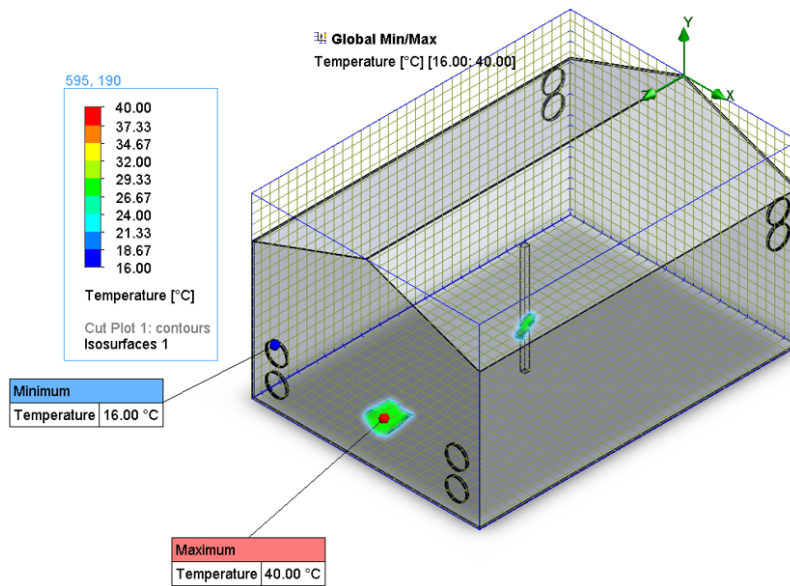 Global Min/Max
Temperature [°C] [16.00; 40.00]
Y
X
Z
595, 190
40.00
37.33
34.67
32.00
29.33
26.67
24.00
21.33
18.67
16.00
Temperature [°C]
Cut Plot 1: contours
Isosurfaces 1
Minimum
Temperature 16.00 °C
Maximum
Temperature 40.00 °C